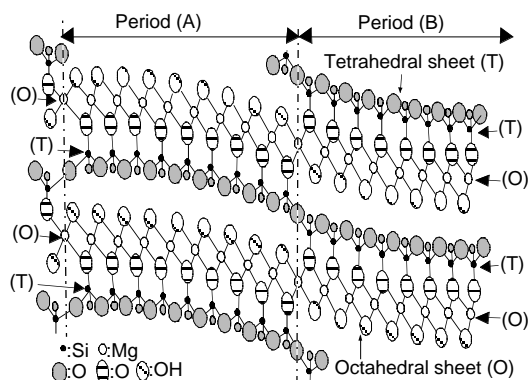 Period (A) Period (B)
Tetrahedral sheet (T)
(O)
(T)
(T)
(O)
(O)
(T)
(T)
(O)
:Si :Mg
:O :O :OH
Octahedral sheet (O)